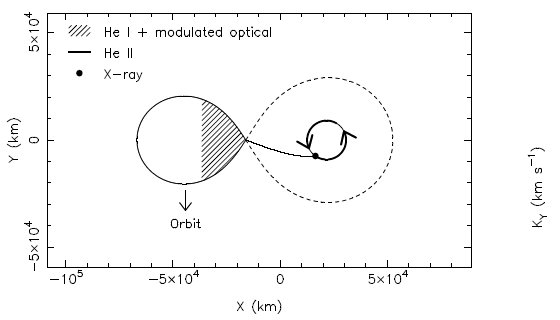 He I + modulated optical
He II
X-ray
5×10⁴
0
−5×10⁴
Y (km)
Orbit
−10⁵
−5×10⁴
0
5×10⁴
X (km)
K_Y (km s⁻¹)